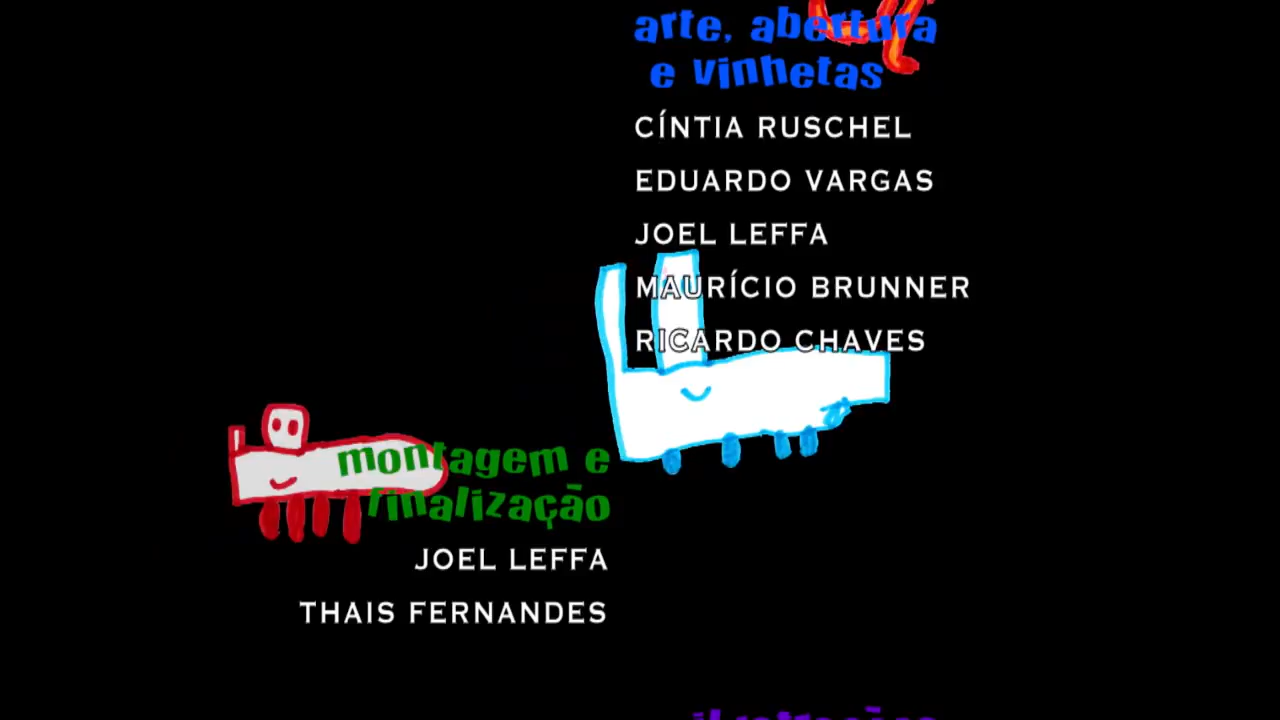 arte, abertura
e vinhetas
CÍNTIA RUSCHEL
EDUARDO VARGAS
JOEL LEFFA
MAURÍCIO BRUNNER
RICARDO CHAVES
montagem e
finalização
JOEL LEFFA
THAIS FERNANDES